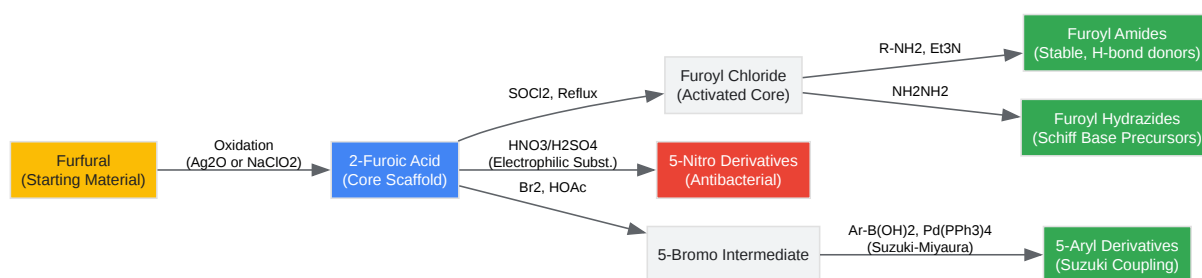 Furfural
(Starting Material)
Oxidation
(Ag2O or NaClO2)
2-Furoic Acid
(Core Scaffold)
SOCl2, Reflux
HNO3/H2SO4
(Electrophilic Subst.)
Br2, HOAc
Furoyl Chloride
(Activated Core)
5-Nitro Derivatives
(Antibacterial)
5-Bromo Intermediate
R-NH2, Et3N
NH2NH2
Ar-B(OH)2, Pd(PPh3)4
(Suzuki-Miyaura)
Furoyl Amides
(Stable, H-bond donors)
Furoyl Hydrazides
(Schiff Base Precursors)
5-Aryl Derivatives
(Suzuki Coupling)